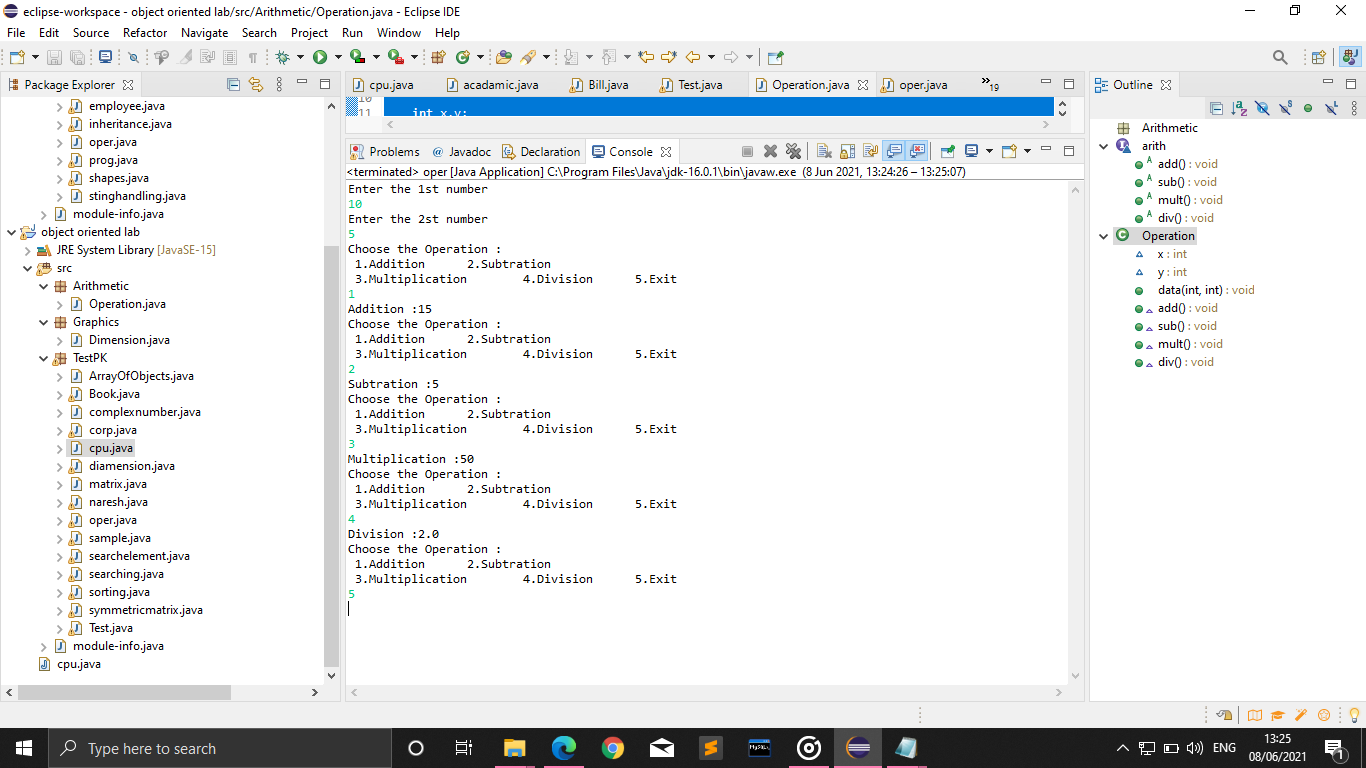 eclipse-workspace - object oriented lab/src/Arithmetic/Operation.java - Eclipse IDE
File Edit Source Refactor Navigate Search Project Run Window Help
Package Explorer
employee.java
inheritance.java
oper.java
prog.java
shapes.java
stinghandling.java
module-info.java
object oriented lab
JRE System Library [JavaSE-15]
src
Arithmetic
Operation.java
Graphics
Dimension.java
TestPK
ArrayOfObjects.java
Book.java
complexnumber.java
corp.java
cpu.java
diamension.java
matrix.java
naresh.java
oper.java
sample.java
searchelement.java
searching.java
sorting.java
symmetricmatrix.java
Test.java
module-info.java
cpu.java
cpu.java acadamic.java Bill.java Test.java Operation.java oper.java »19
10
11 int x,y;
Problems @ Javadoc Declaration Console
<terminated> oper [Java Application] C:\Program Files\Java\jdk-16.0.1\bin\javaw.exe (8 Jun 2021, 13:24:26 – 13:25:07)
Enter the 1st number
10
Enter the 2st number
5
Choose the Operation :
1.Addition 2.Subtration
3.Multiplication 4.Division 5.Exit
1
Addition :15
Choose the Operation :
1.Addition 2.Subtration
3.Multiplication 4.Division 5.Exit
2
Subtration :5
Choose the Operation :
1.Addition 2.Subtration
3.Multiplication 4.Division 5.Exit
3
Multiplication :50
Choose the Operation :
1.Addition 2.Subtration
3.Multiplication 4.Division 5.Exit
4
Division :2.0
Choose the Operation :
1.Addition 2.Subtration
3.Multiplication 4.Division 5.Exit
5
Outline
Arithmetic
arith
add() : void
sub() : void
mult() : void
div() : void
Operation
x : int
y : int
data(int, int) : void
add() : void
sub() : void
mult() : void
div() : void
Type here to search
ENG
13:25
08/06/2021
1